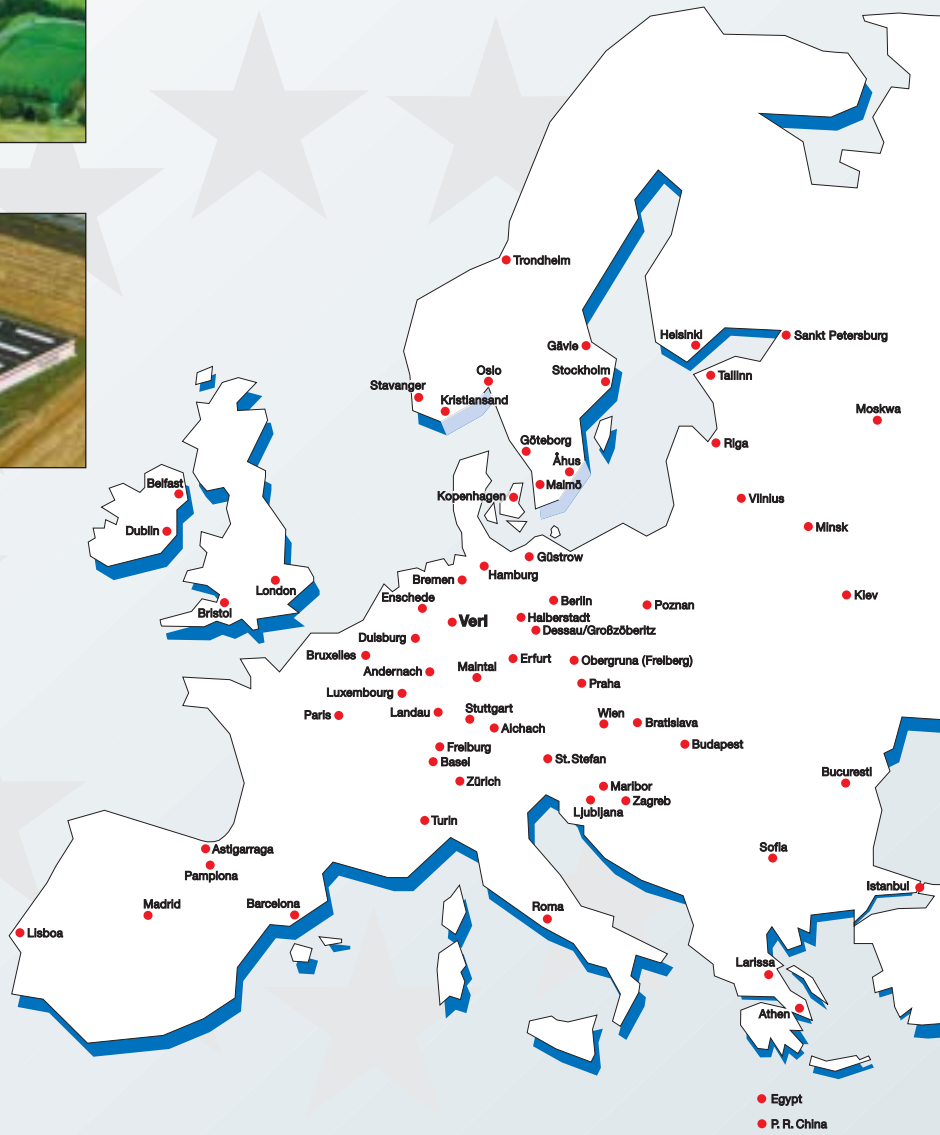 Trondheim
Gävle
Helsinki
Sankt Petersburg
Oslo
Stockholm
Tallinn
Stavanger
Kristiansand
Moskwa
Göteborg
Riga
Åhus
Belfast
Malmö
Kopenhagen
Vilnius
Dublin
Minsk
Güstrow
Hamburg
Bremen
London
Enschede
Berlin
Poznan
Kiev
Bristol
Verl
Halberstadt
Dessau/Großzöberitz
Duisburg
Bruxelles
Erfurt
Obergruna (Freiberg)
Andernach
Maintal
Praha
Luxembourg
Paris
Landau
Stuttgart
Wien
Bratislava
Aichach
Freiburg
Budapest
Basel
St. Stefan
Bucuresti
Zürich
Maribor
Zagreb
Ljubljana
Turin
Astigarraga
Sofia
Pamplona
Istanbul
Madrid
Barcelona
Roma
Lisboa
Larissa
Athen
Egypt
P. R. China